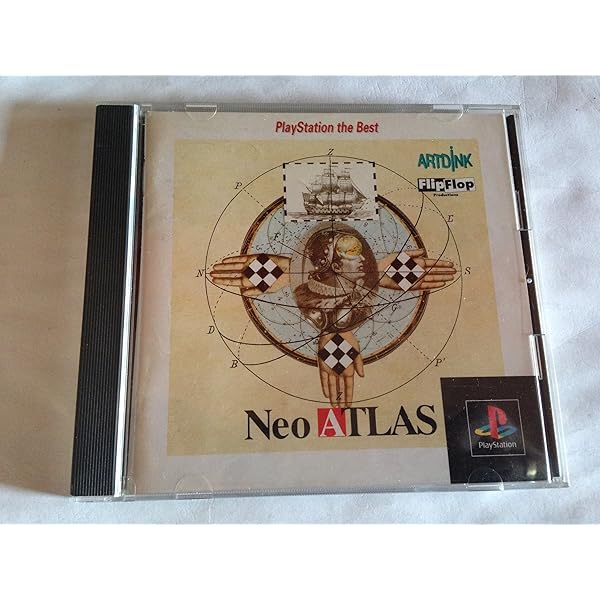 PlayStation the Best
ARTDINK
FlipFlop
Productions
Z
P
E
F
N
S
G
D
B
P'
Z
Neo ATLAS
PlayStation